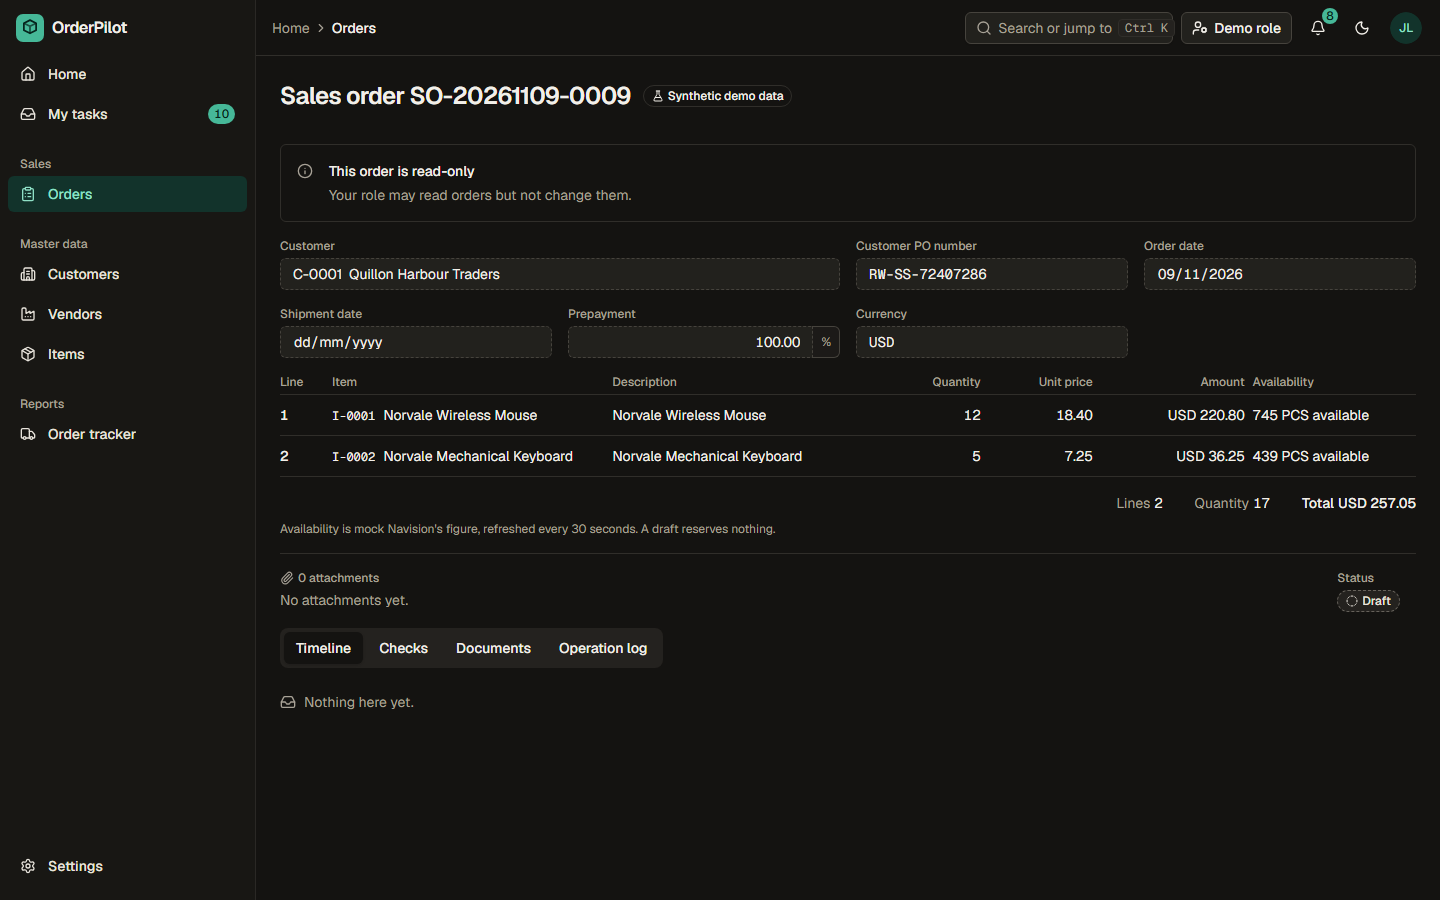 OrderPilot
Home > Orders
Search or jump to Ctrl K
Demo role
8
JL
Home
My tasks 10
Sales
Orders
Master data
Customers
Vendors
Items
Reports
Order tracker
Settings
Sales order SO-20261109-0009 Synthetic demo data
This order is read-only
Your role may read orders but not change them.
Customer Customer PO number Order date
C-0001 Quillon Harbour Traders RW-SS-72407286 09/11/2026
Shipment date Prepayment Currency
dd/mm/yyyy 100.00 % USD
Line Item Description Quantity Unit price Amount Availability
1 I-0001 Norvale Wireless Mouse Norvale Wireless Mouse 12 18.40 USD 220.80 745 PCS available
2 I-0002 Norvale Mechanical Keyboard Norvale Mechanical Keyboard 5 7.25 USD 36.25 439 PCS available
Lines 2 Quantity 17 Total USD 257.05
Availability is mock Navision's figure, refreshed every 30 seconds. A draft reserves nothing.
0 attachments Status
No attachments yet. Draft
Timeline Checks Documents Operation log
Nothing here yet.